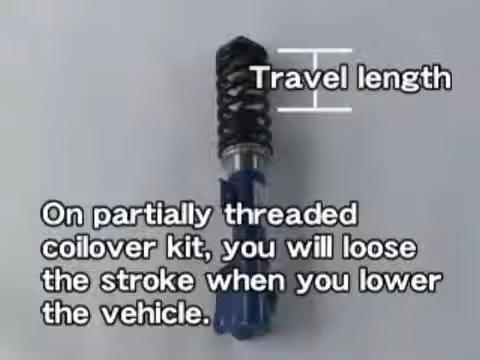 Travel length
On partially threaded
coilover kit, you will loose
the stroke when you lower
the vehicle.